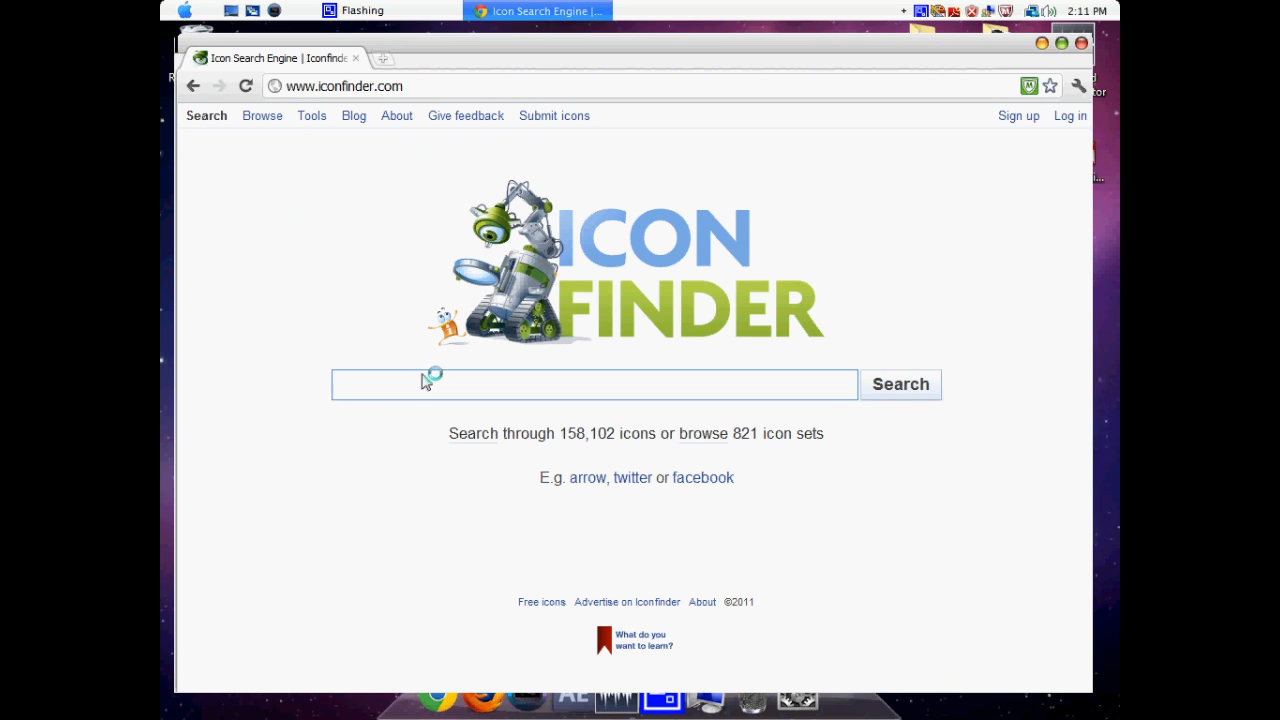 Flashing
Icon Search Engine |...
2:11 PM
Icon Search Engine | Iconfinde
www.iconfinder.com
Search Browse Tools Blog About Give feedback Submit icons Sign up Log in
ICON
FINDER
Search
Search through 158,102 icons or browse 821 icon sets
E.g. arrow, twitter or facebook
Free icons Advertise on Iconfinder About ©2011
What do you
want to learn?